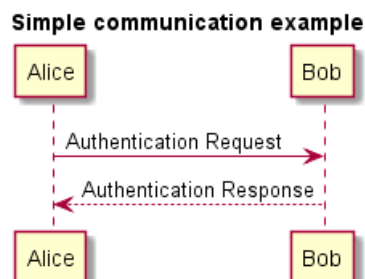 Simple communication example
Alice Bob
Authentication Request
Authentication Response
Alice Bob